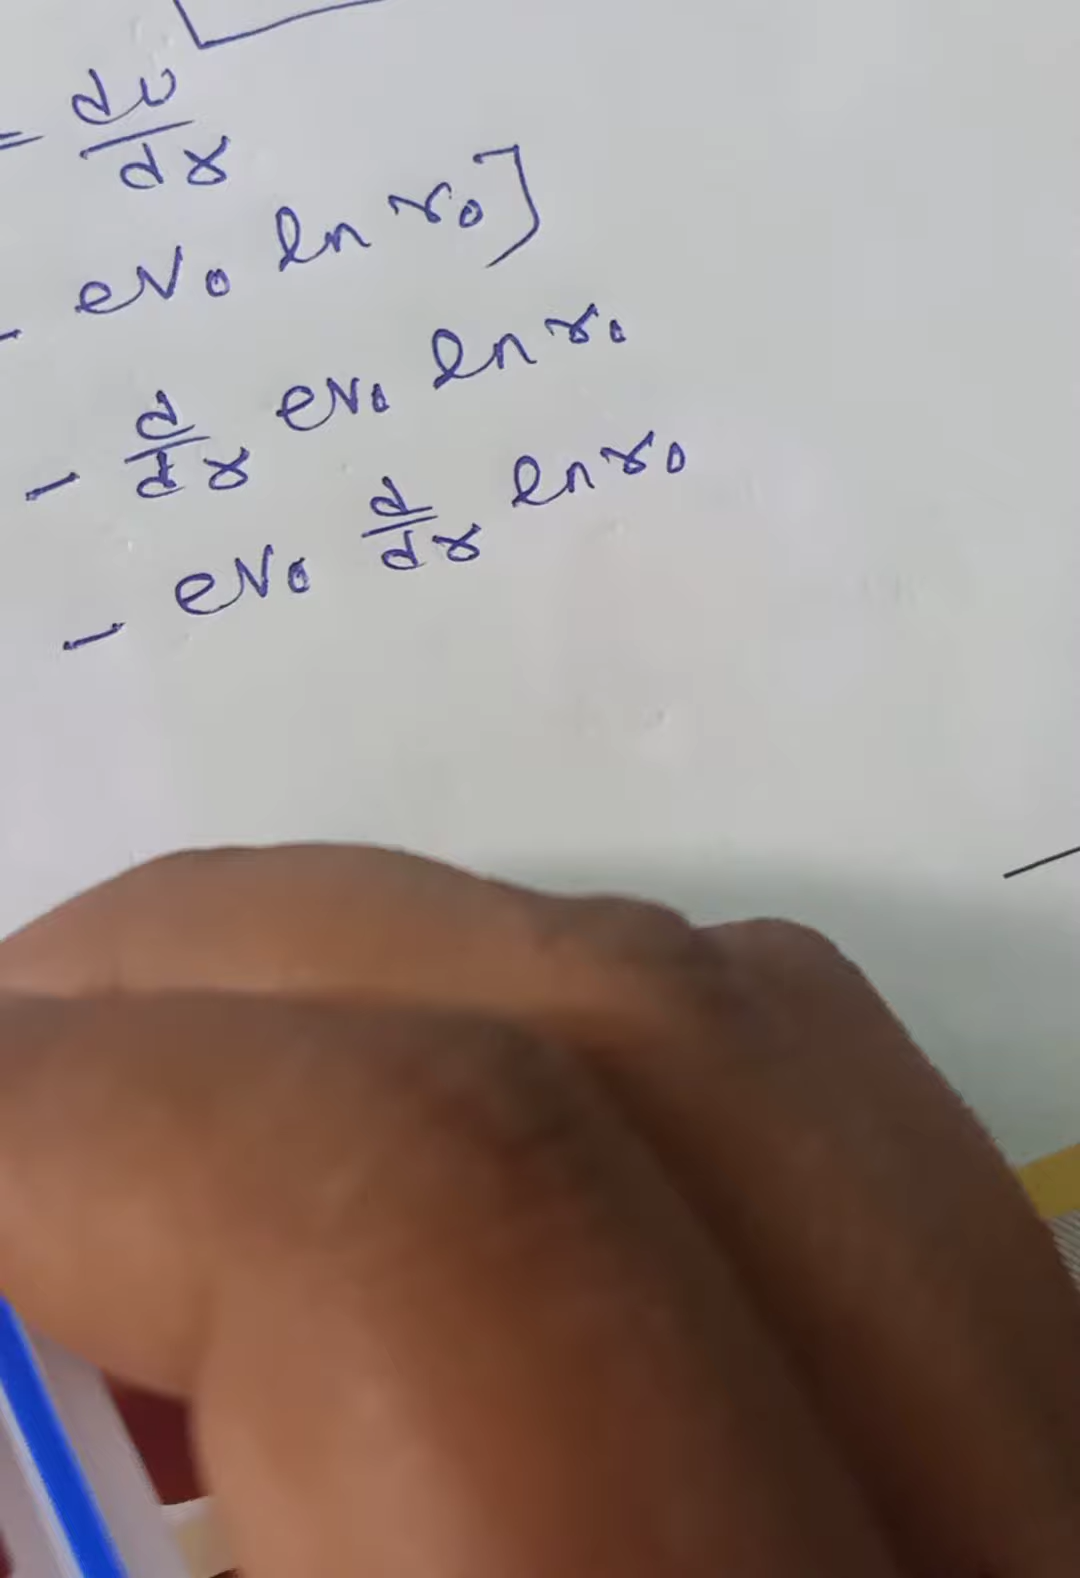 = dU/dr
- eV₀ ln r₀]
- d/dr eV₀ ln r₀
- eV₀ d/dr ln r₀